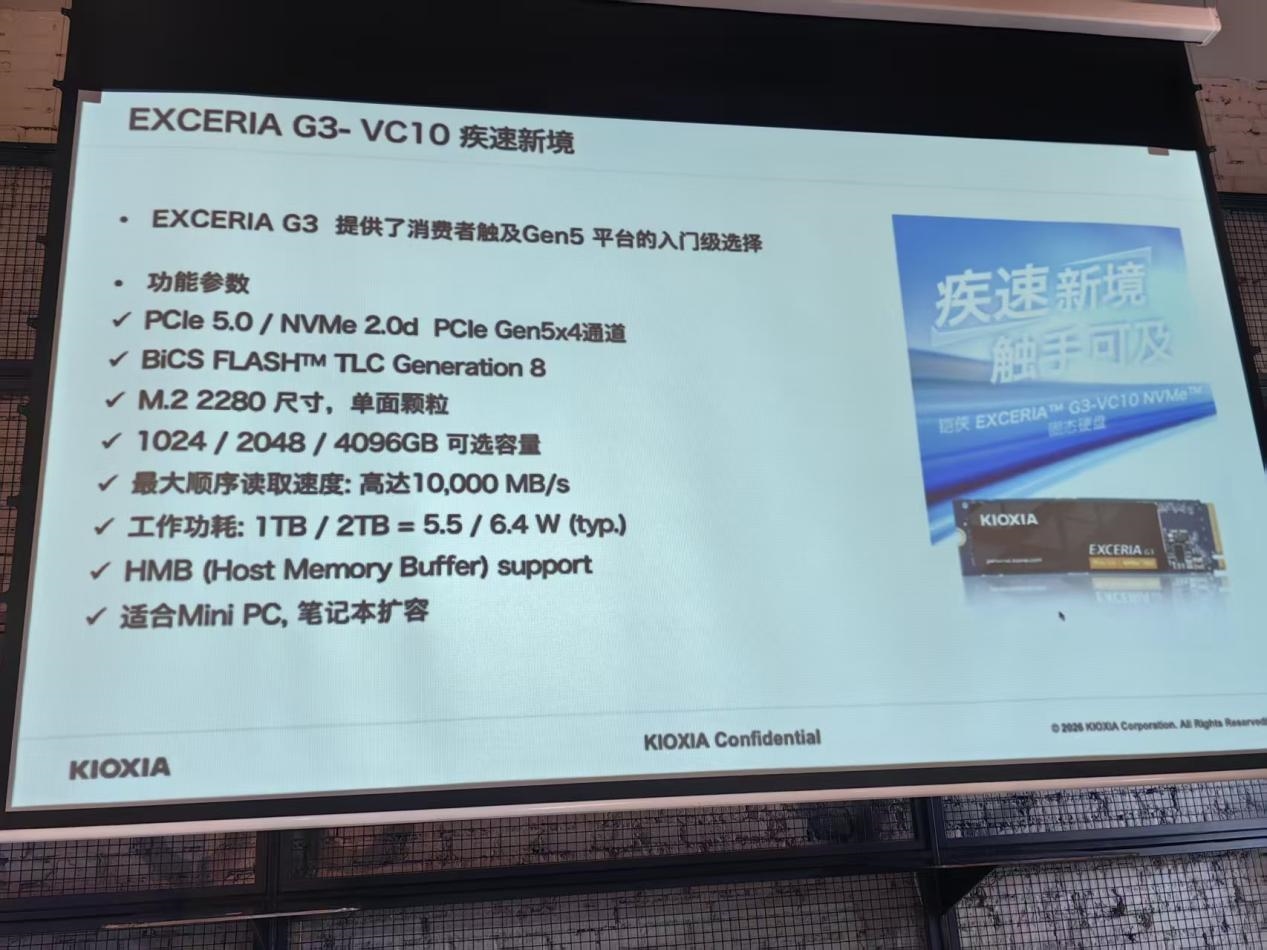 EXCERIA G3- VC10 疾速新境
• EXCERIA G3 提供了消费者触及Gen5 平台的入门级选择
• 功能参数
✓ PCIe 5.0 / NVMe 2.0d PCIe Gen5x4通道
✓ BiCS FLASH™ TLC Generation 8
✓ M.2 2280 尺寸，单面颗粒
✓ 1024 / 2048 / 4096GB 可选容量
✓ 最大顺序读取速度: 高达10,000 MB/s
✓ 工作功耗: 1TB / 2TB = 5.5 / 6.4 W (typ.)
✓ HMB (Host Memory Buffer) support
✓ 适合Mini PC, 笔记本扩容
疾速新境
触手可及
铠侠 EXCERIA™ G3-VC10 NVMe™
固态硬盘
KIOXIA
EXCERIA G3
KIOXIA
KIOXIA Confidential
© 2026 KIOXIA Corporation. All Rights Reserved